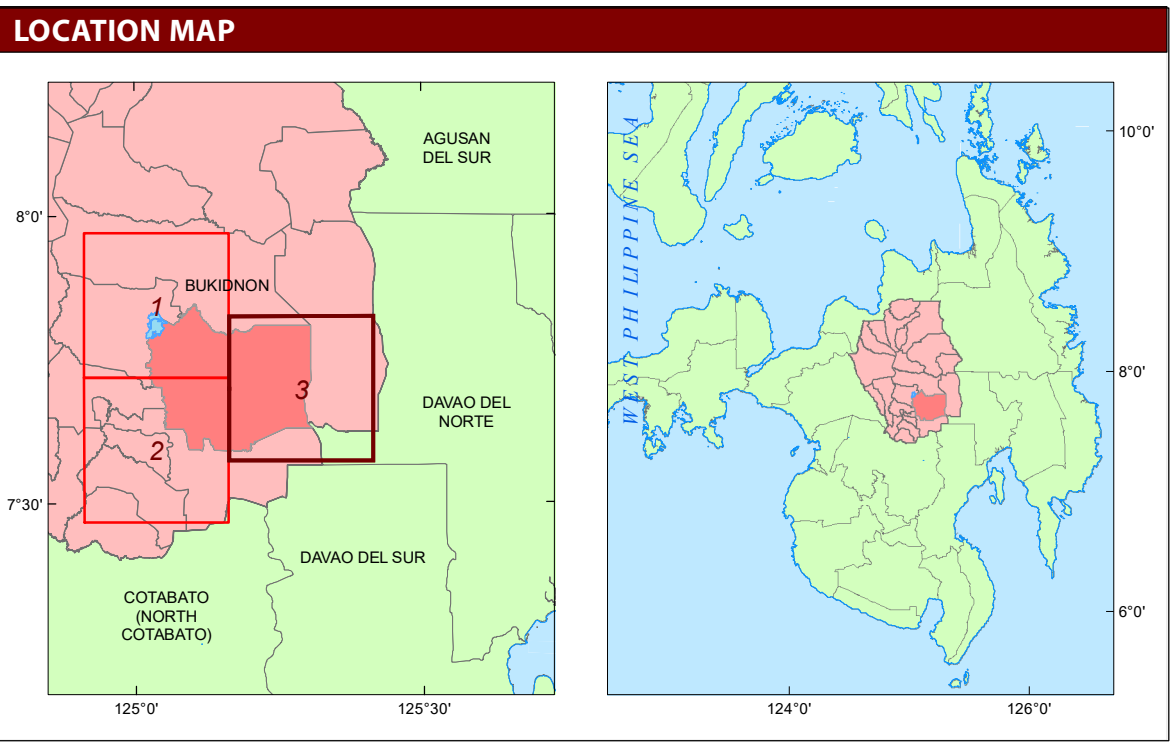 LOCATION MAP
AGUSAN
DEL SUR
8°0'
BUKIDNON
1
3
DAVAO DEL
NORTE
2
7°30'
DAVAO DEL SUR
COTABATO
(NORTH
COTABATO)
125°0'
125°30'
WEST PHILIPPINE SEA
10°0'
8°0'
6°0'
124°0'
126°0'